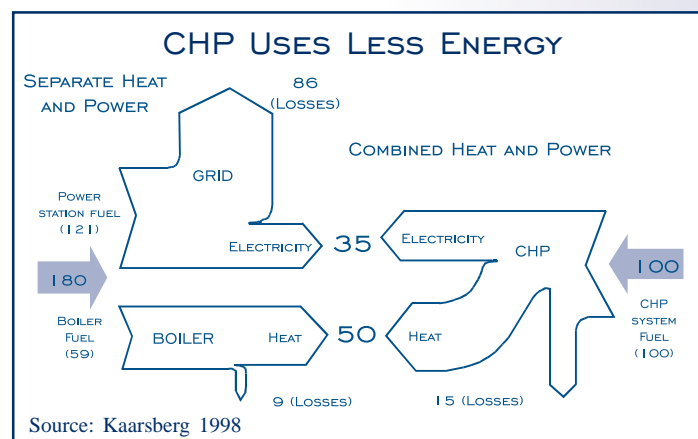 CHP Uses Less Energy
Separate Heat
and Power
86
(Losses)
Combined Heat and Power
Grid
Power
station fuel
(121)
Electricity
35
Electricity
CHP
180
100
Boiler
Fuel
(59)
Boiler
Heat
50
Heat
CHP
system
Fuel
(100)
9 (Losses)
15 (Losses)
Source: Kaarsberg 1998